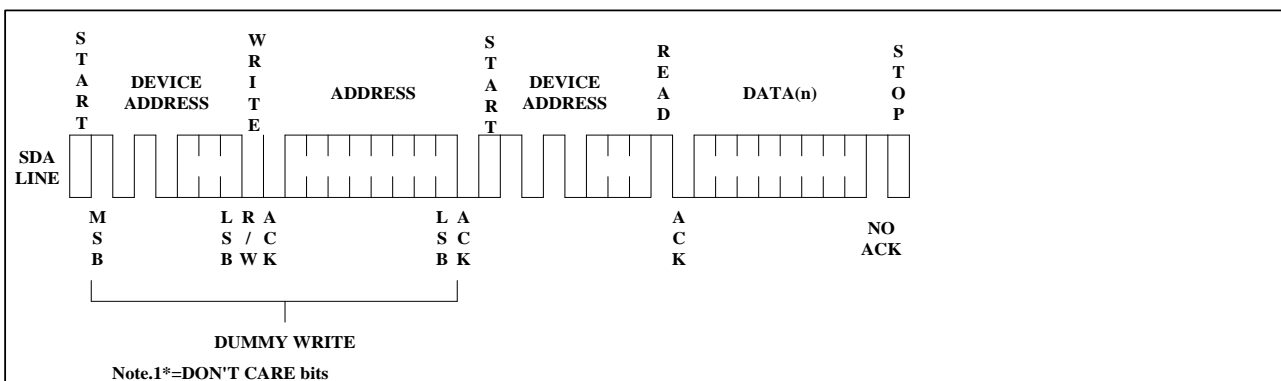 START
WRITE
START
READ
STOP
DEVICE
ADDRESS
ADDRESS
DEVICE
ADDRESS
DATA(n)
SDA
LINE
MSB
LSB
R/W
ACK
LSB
ACK
ACK
NO
ACK
DUMMY WRITE
Note.1*=DON'T CARE bits